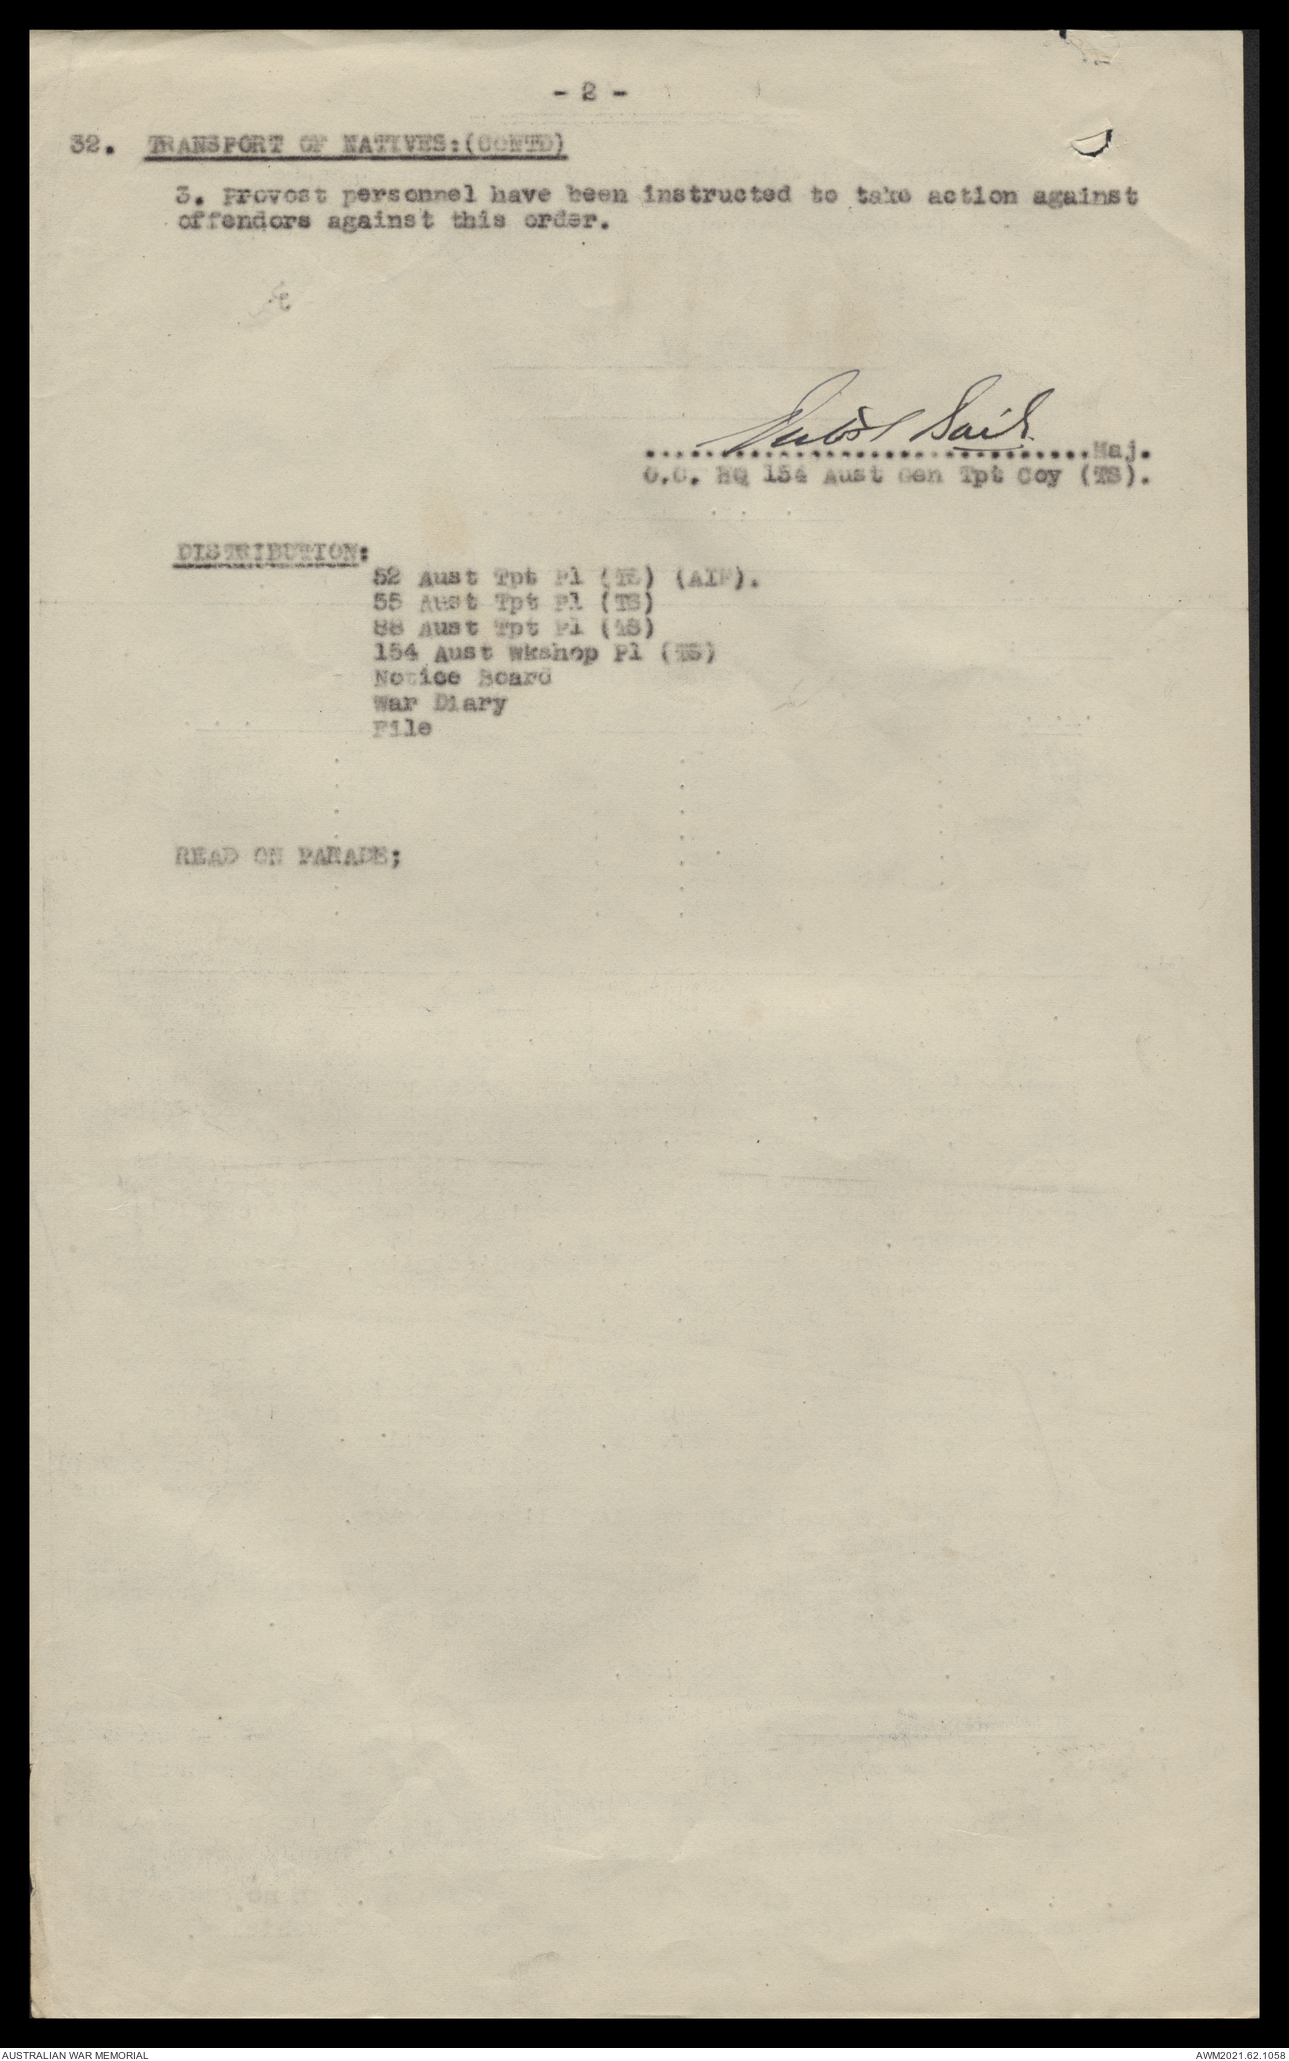 - 2 -
32. TRANSPORT OF NATIVES:(CONTD)
3. Provost personnel have been instructed to take action against
offendors against this order.
..............................Maj.
O.C. HQ 154 Aust Gen Tpt Coy (TS).
DISTRIBUTION:
52 Aust Tpt Pl (TS) (AIF).
55 Aust Tpt Pl (TS)
88 Aust Tpt Pl (TS)
154 Aust Wkshop Pl (TS)
Notice Board
War Diary
File
READ ON PARADE;
AUSTRALIAN WAR MEMORIAL
AWM2021.62.1058